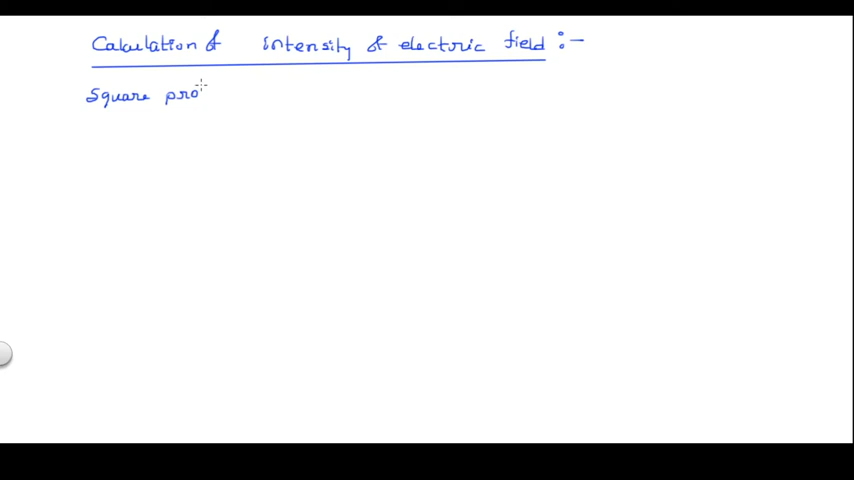 Calculation of intensity of electric field :-
Square pro